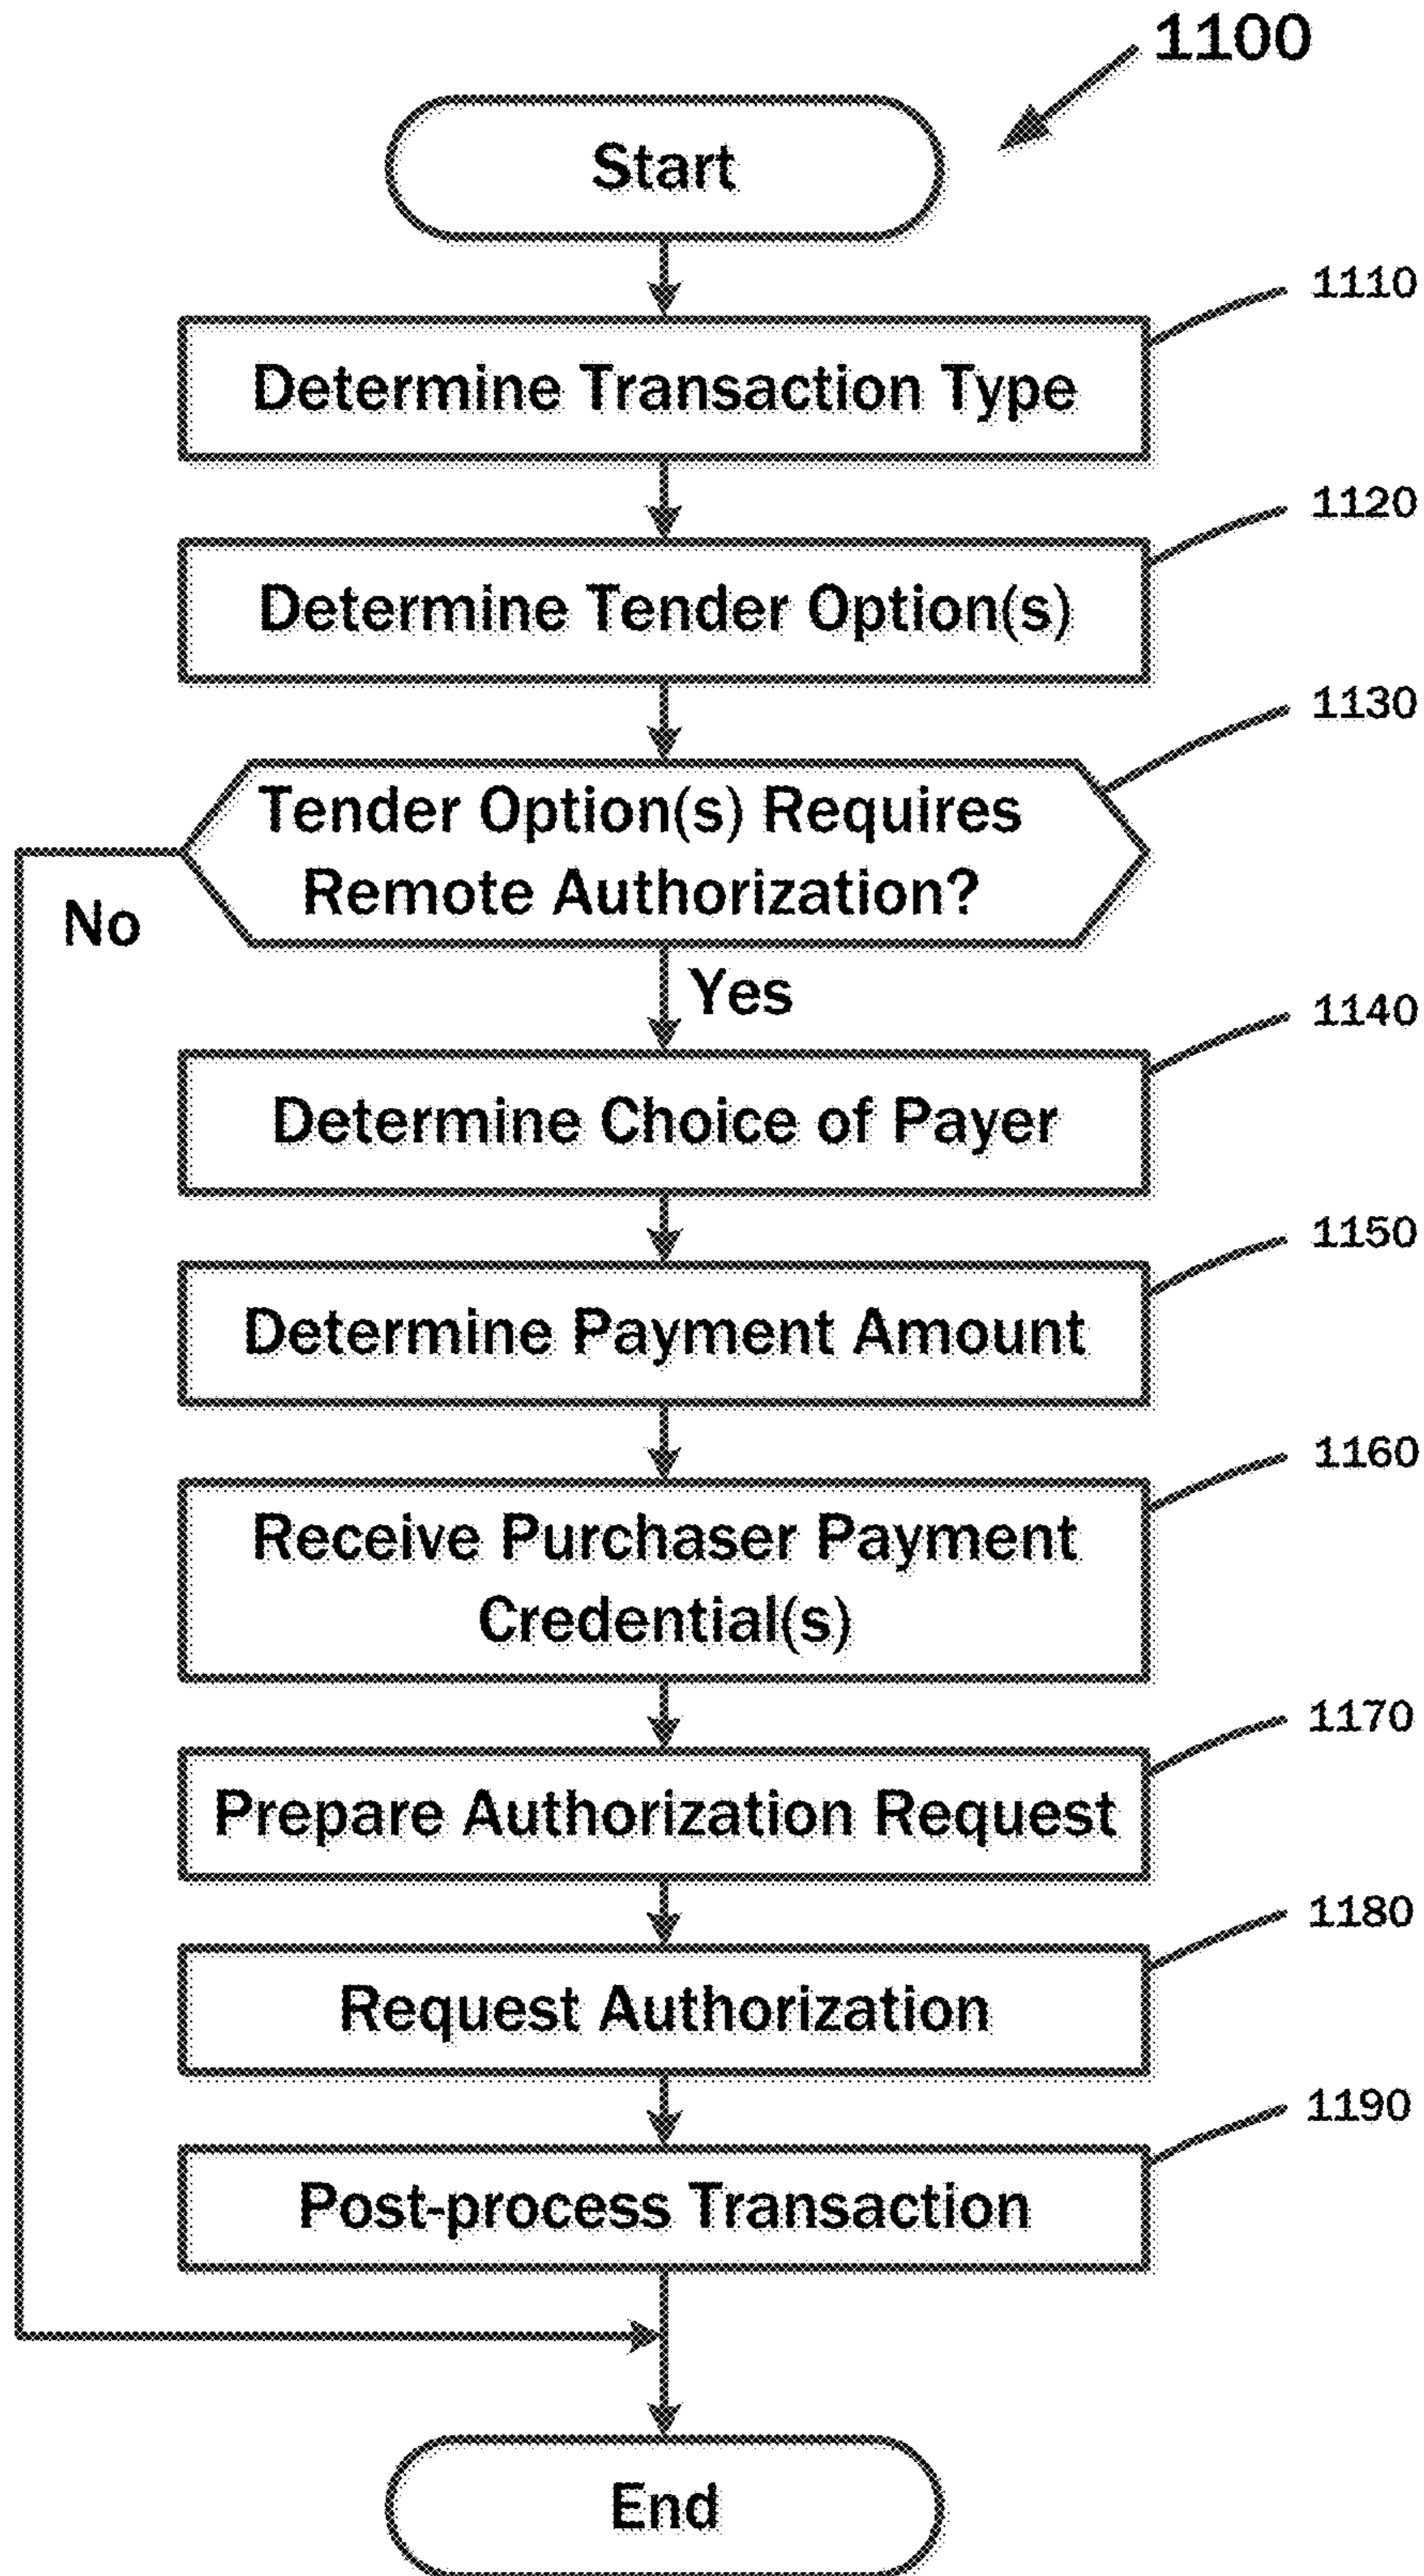 1100
Start
1110
Determine Transaction Type
1120
Determine Tender Option(s)
1130
Tender Option(s) Requires
Remote Authorization?
No
Yes
1140
Determine Choice of Payer
1150
Determine Payment Amount
1160
Receive Purchaser Payment
Credential(s)
1170
Prepare Authorization Request
1180
Request Authorization
1190
Post-process Transaction
End